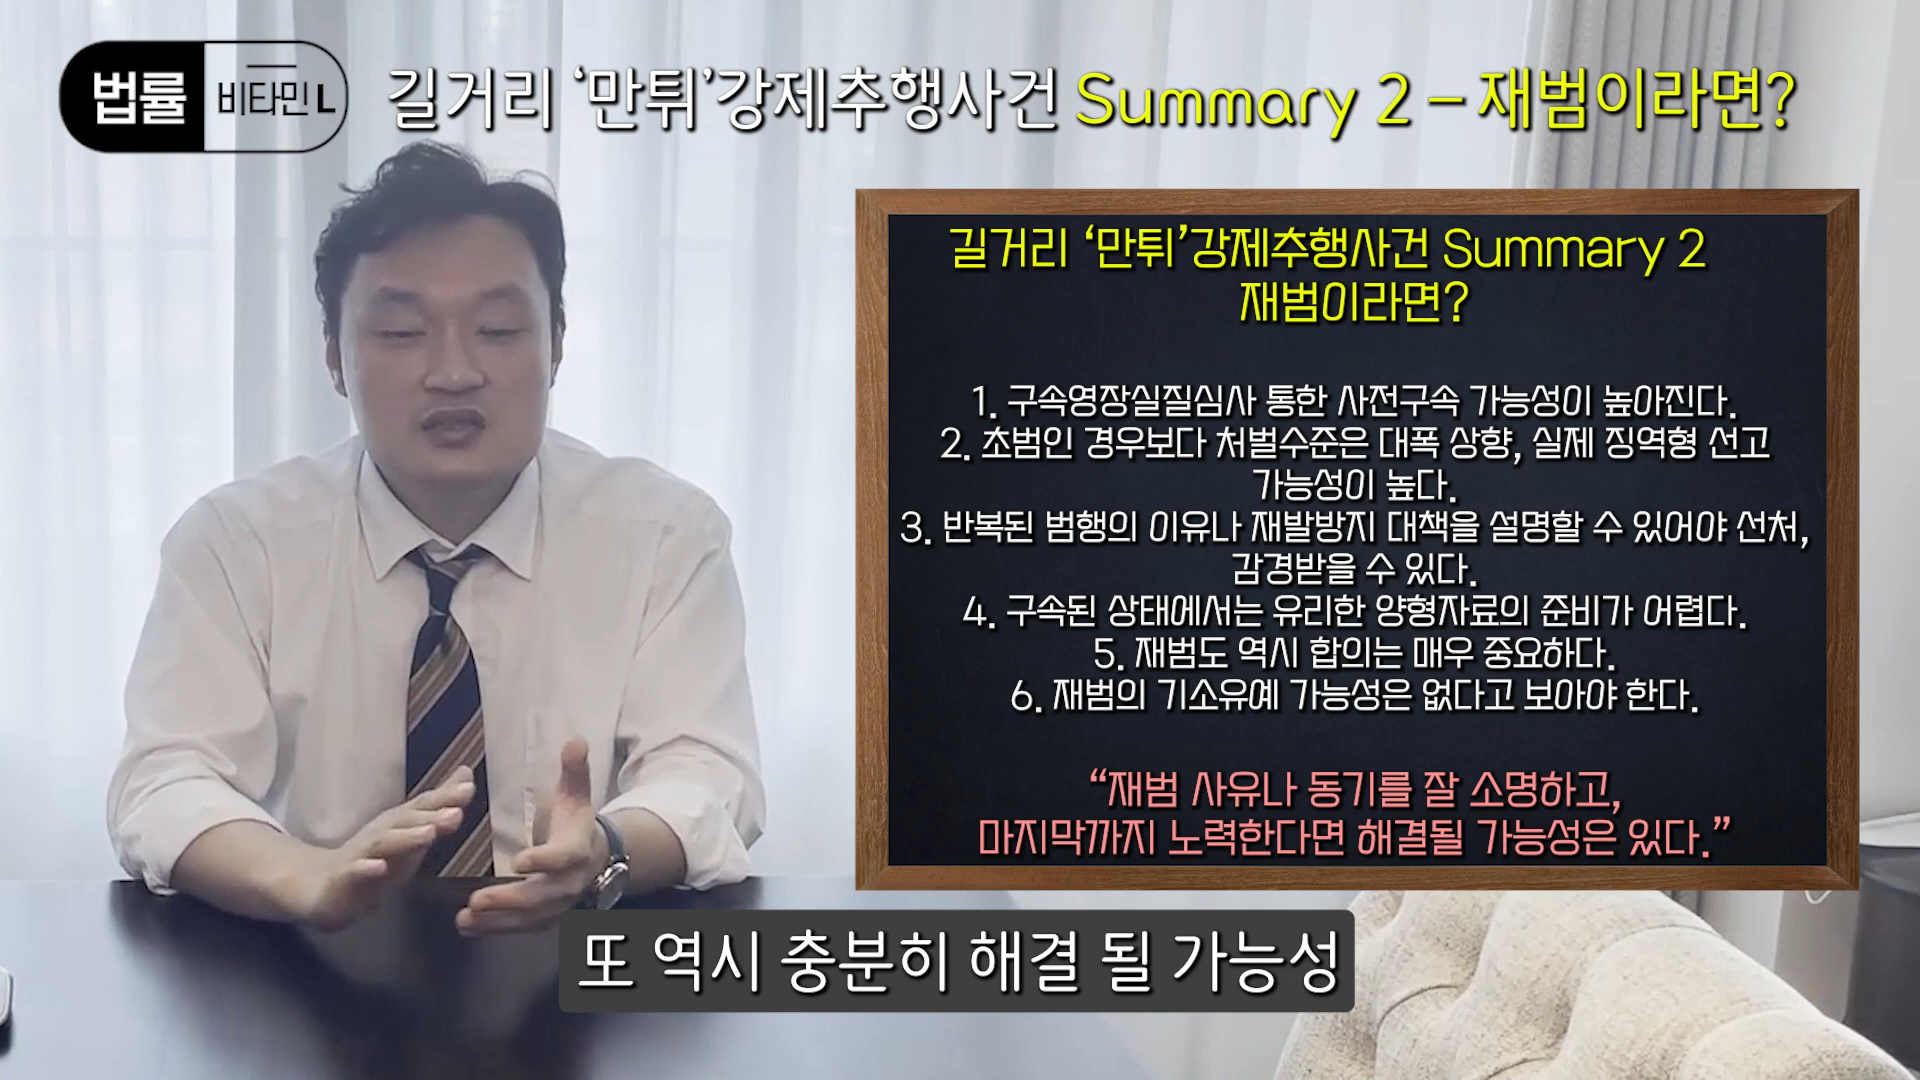 법률 비타민 L
길거리 ‘만튀’강제추행사건 Summary 2 – 재범이라면?
길거리 ‘만튀’강제추행사건 Summary 2
재범이라면?
1. 구속영장실질심사 통한 사전구속 가능성이 높아진다.
2. 초범인 경우보다 처벌수준은 대폭 상향, 실제 징역형 선고
가능성이 높다.
3. 반복된 범행의 이유나 재발방지 대책을 설명할 수 있어야 선처,
감경받을 수 있다.
4. 구속된 상태에서는 유리한 양형자료의 준비가 어렵다.
5. 재범도 역시 합의는 매우 중요하다.
6. 재범의 기소유예 가능성은 없다고 보아야 한다.
“재범 사유나 동기를 잘 소명하고,
마지막까지 노력한다면 해결될 가능성은 있다.”
또 역시 충분히 해결 될 가능성